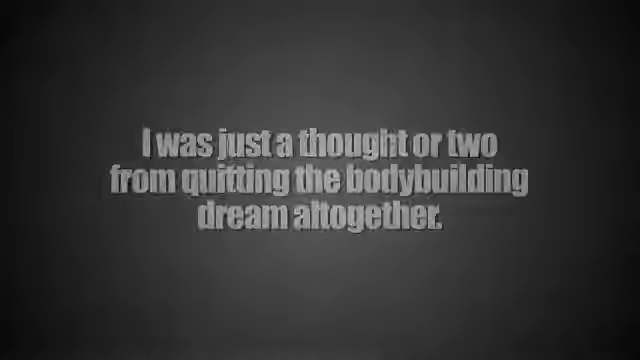 I was just a thought or two
from quitting the bodybuilding
dream altogether.